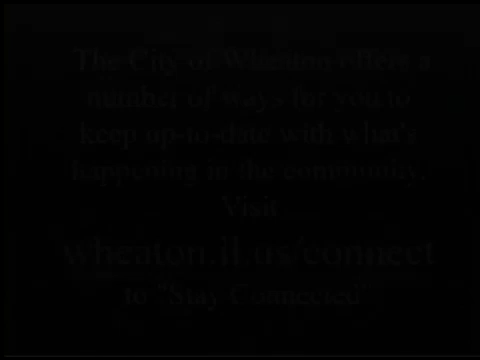 The City of Wheaton offers a
number of ways for you to
keep up-to-date with what's
happening in the community.
Visit
wheaton.il.us/connect
to "Stay Connected"